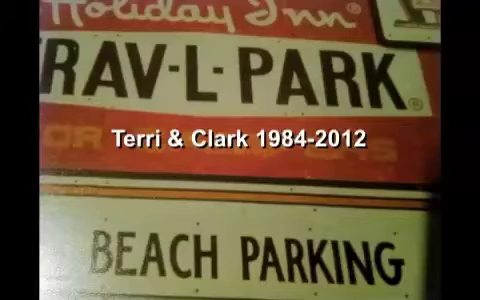 Holiday Inn®
RAV-L-PARK®
Terri & Clark 1984-2012
BEACH PARKING